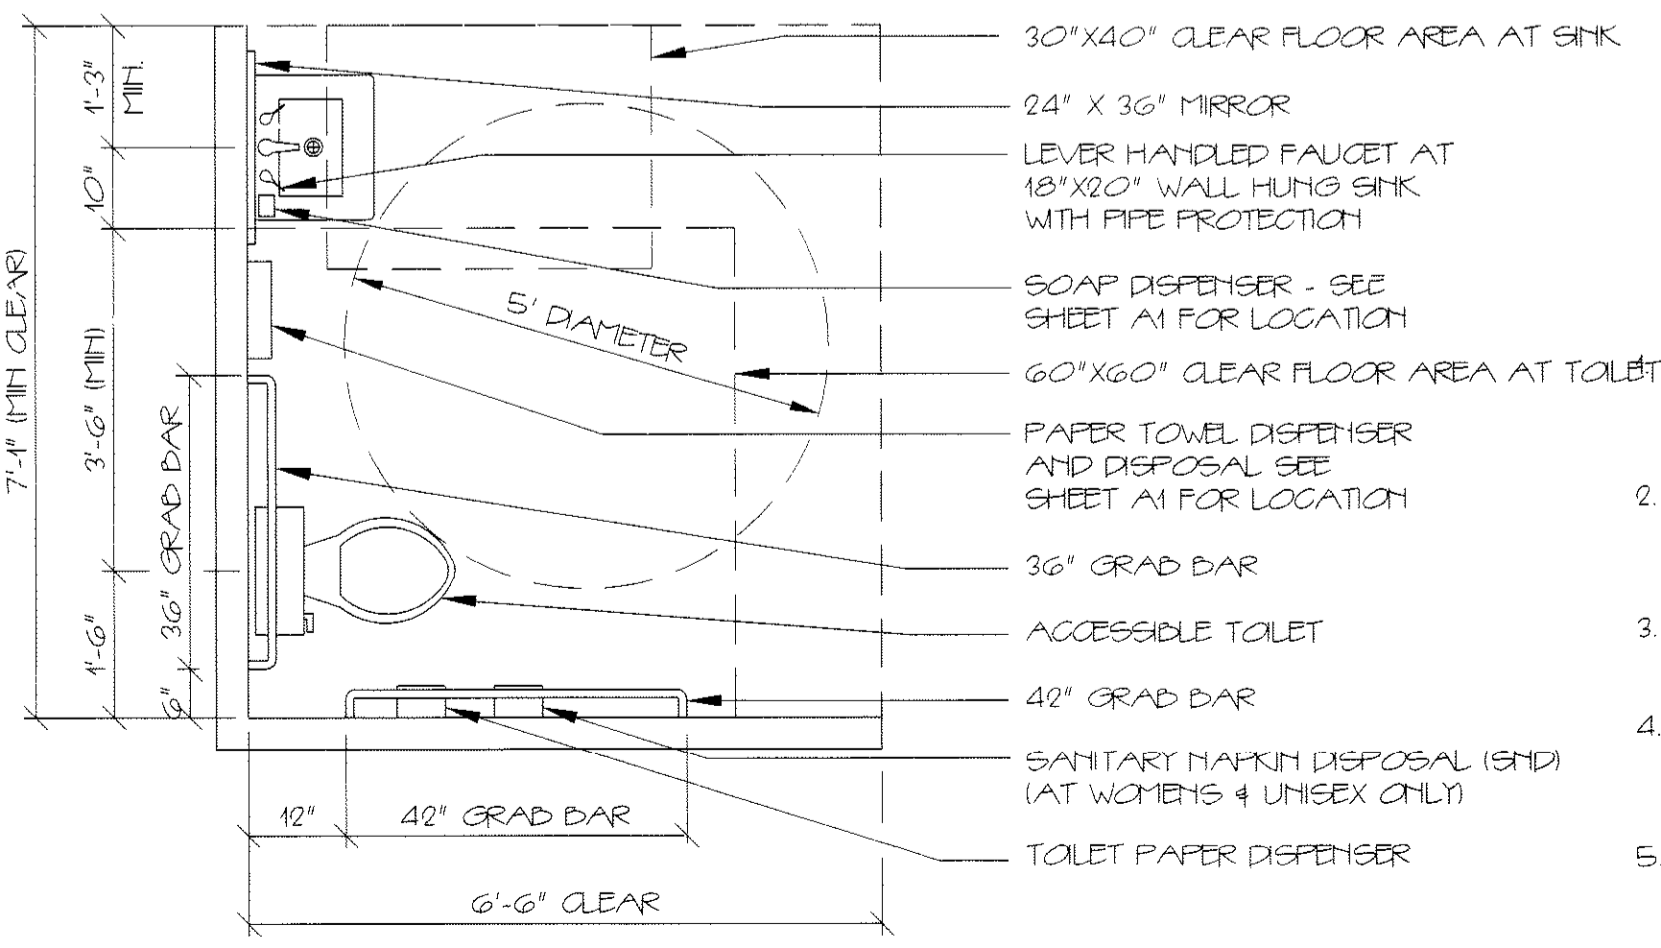 30"X40" CLEAR FLOOR AREA AT SINK
24" X 36" MIRROR
LEVER HANDLED FAUCET AT
18"X20" WALL HUNG SINK
WITH PIPE PROTECTION
SOAP DISPENSER - SEE
SHEET A1 FOR LOCATION
60"X60" CLEAR FLOOR AREA AT TOILET
1.
PAPER TOWEL DISPENSER
AND DISPOSAL SEE
SHEET A1 FOR LOCATION
2.
36" GRAB BAR
ACCESSIBLE TOILET
3.
42" GRAB BAR
4.
SANITARY NAPKIN DISPOSAL (SND)
(AT WOMENS & UNISEX ONLY)
TOILET PAPER DISPENSER
5.
7'-1" (MIN CLEAR)
1'-3"
MIN.
10"
3'-6" (MIN)
1'-6"
36" GRAB BAR
6"
5' DIAMETER
12"
42" GRAB BAR
6'-6" CLEAR